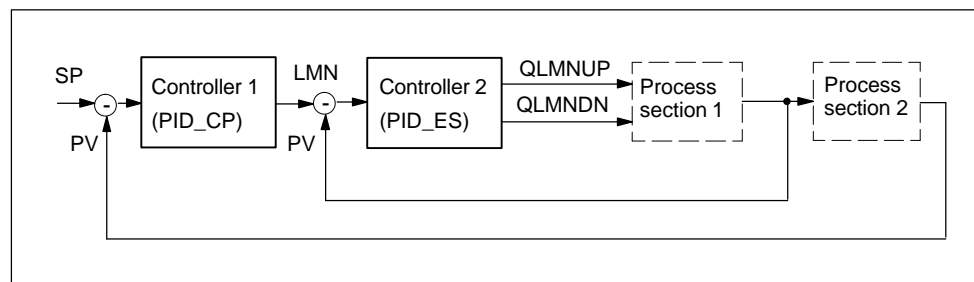 SP
-
PV
Controller 1
(PID_CP)
LMN
-
PV
Controller 2
(PID_ES)
QLMNUP
QLMNDN
Process
section 1
Process
section 2